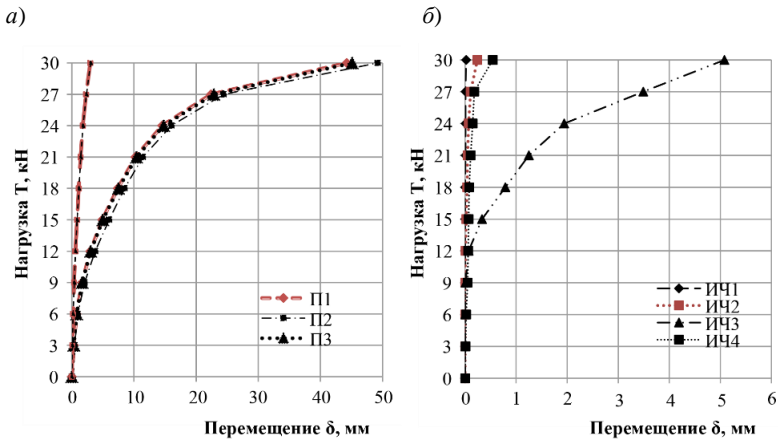 а)
Нагрузка Т, кН
30
27
24
21
18
15
12
9
6
3
0
0 10 20 30 40 50
Перемещение δ, мм
П1
П2
П3
б)
Нагрузка Т, кН
30
27
24
21
18
15
12
9
6
3
0
0 1 2 3 4 5 6
Перемещение δ, мм
ИЧ1
ИЧ2
ИЧ3
ИЧ4